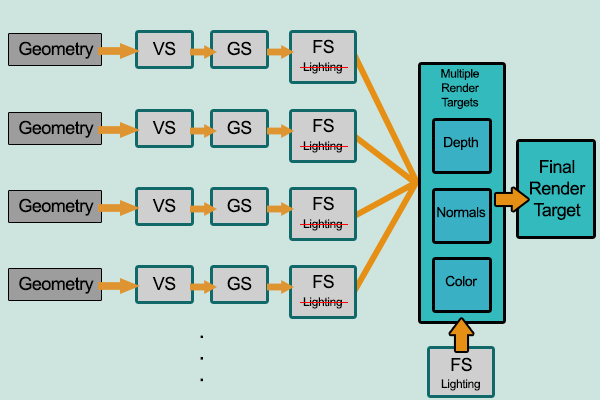 Geometry
VS
GS
FS
Lighting
Geometry
VS
GS
FS
Lighting
Geometry
VS
GS
FS
Lighting
Geometry
VS
GS
FS
Lighting
Multiple
Render
Targets
Depth
Normals
Color
Final
Render
Target
FS
Lighting